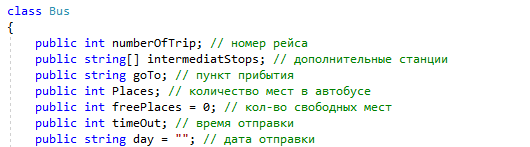 class Bus
{
public int numberOfTrip; // номер рейса
public string[] intermediatStops; // дополнительные станции
public string goTo; // пункт прибытия
public int Places; // количество мест в автобусе
public int freePlaces = 0; // кол-во свободных мест
public int timeOut; // время отправки
public string day = ""; // дата отправки